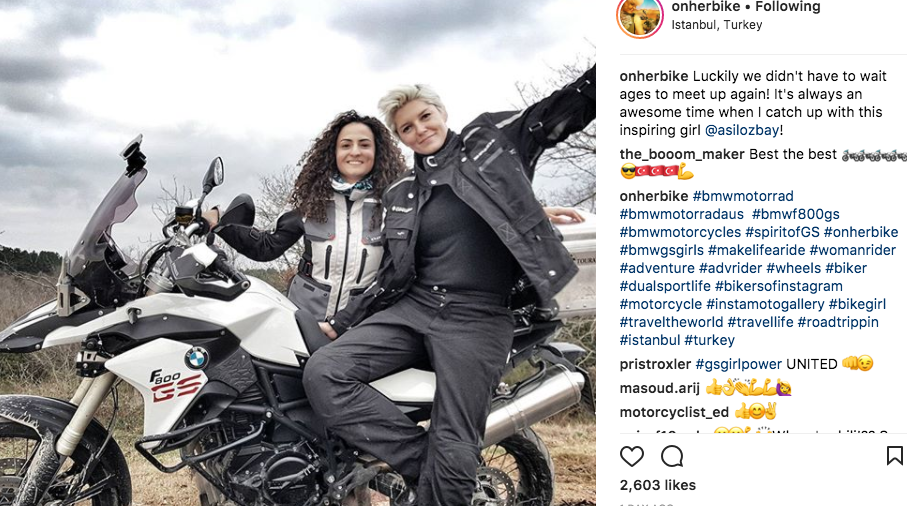 onherbike • Following
Istanbul, Turkey
onherbike Luckily we didn't have to wait
ages to meet up again! It's always an
awesome time when I catch up with this
inspiring girl @asilozbay!
the_booom_maker Best the best 🏍🏍🏍🏍
😎🇹🇷🇹🇷🇹🇷💪
onherbike #bmwmotorrad
#bmwmotorradaus #bmwf800gs
#bmwmotorcycles #spiritofGS #onherbike
#bmwgsgirls #makelifearide #womanrider
#adventure #advrider #wheels #biker
#dualsportlife #bikersofinstagram
#motorcycle #instamotogallery #bikegirl
#traveltheworld #travellife #roadtrippin
#istanbul #turkey
pristroxler #gsgirlpower UNITED 👊😉
masoud.arij 👍👌👏💪💪🙋
motorcyclist_ed 👍😊✌
2,603 likes
BMW
F800
GS
TOURA